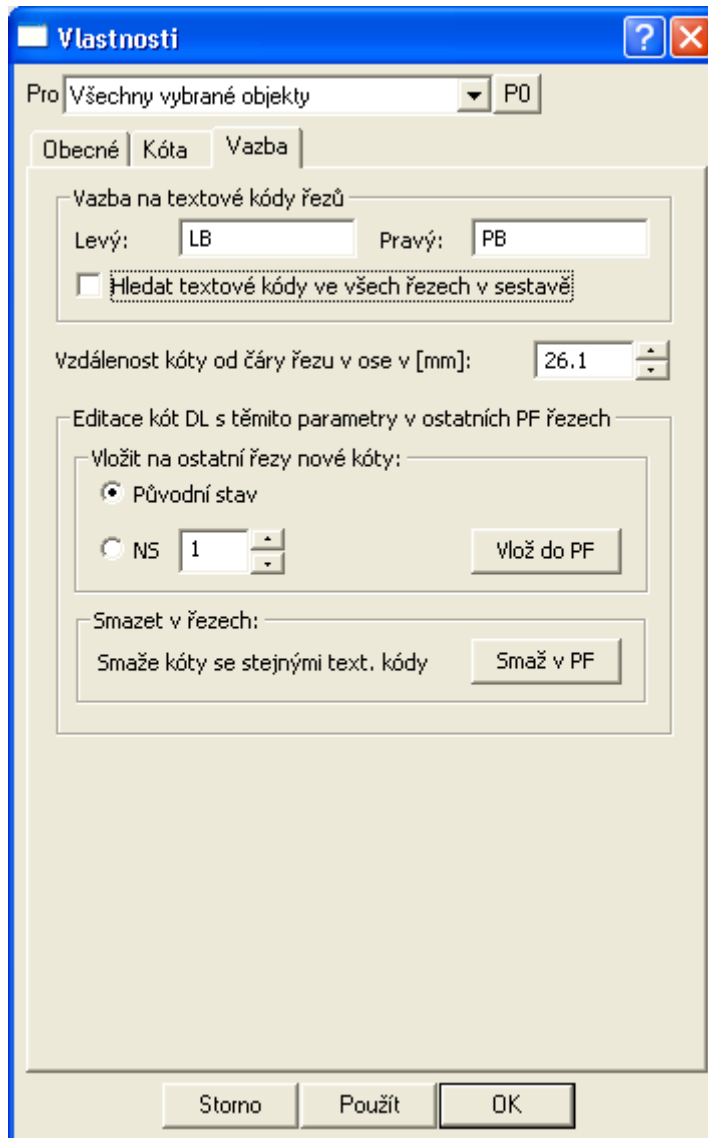 Vlastnosti
Pro Všechny vybrané objekty P0
Obecné Kóta Vazba
Vazba na textové kódy řezů
Levý: LB Pravý: PB
Hledat textové kódy ve všech řezech v sestavě
Vzdálenost kóty od čáry řezu v ose v [mm]: 26.1
Editace kót DL s těmito parametry v ostatních PF řezech
Vložit na ostatní řezy nové kóty:
Původní stav
NS 1 Vlož do PF
Smazet v řezech:
Smaže kóty se stejnými text. kódy Smaž v PF
Storno Použít OK